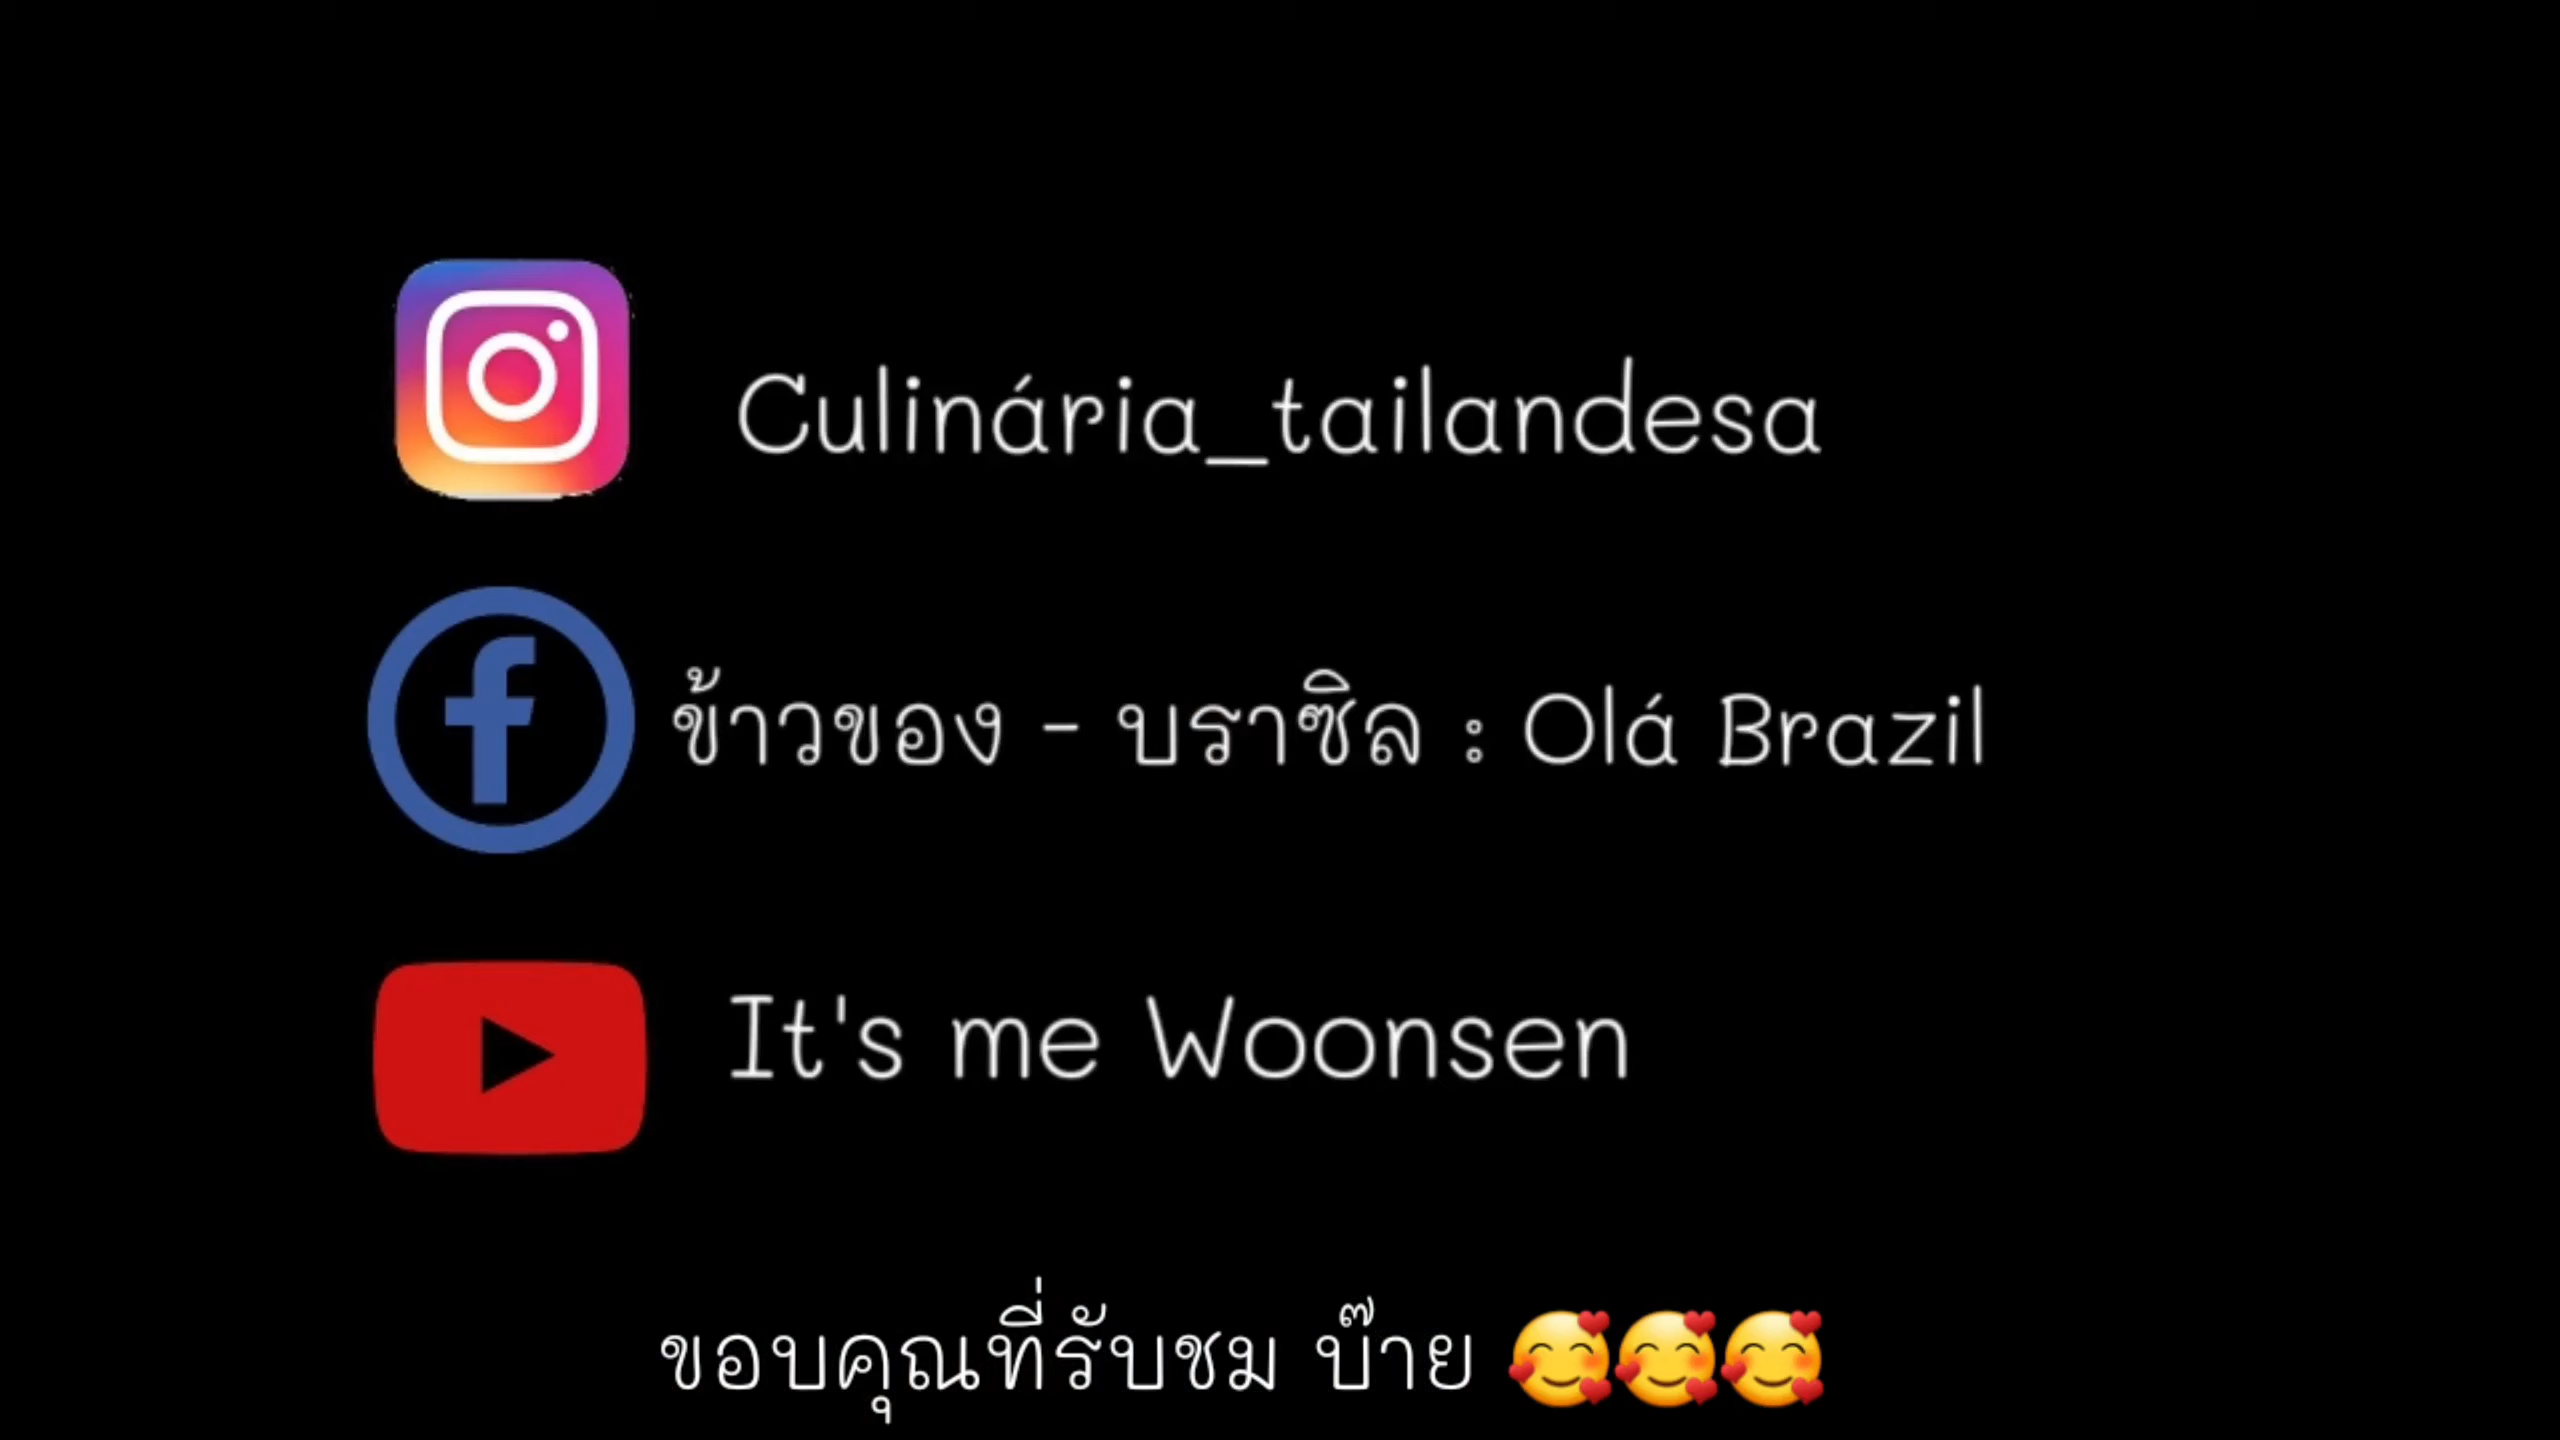 Culinária_tailandesa
ข้าวของ - บราซิล : Olá Brazil
It's me Woonsen
ขอบคุณที่รับชม บ๊าย 🥰🥰🥰